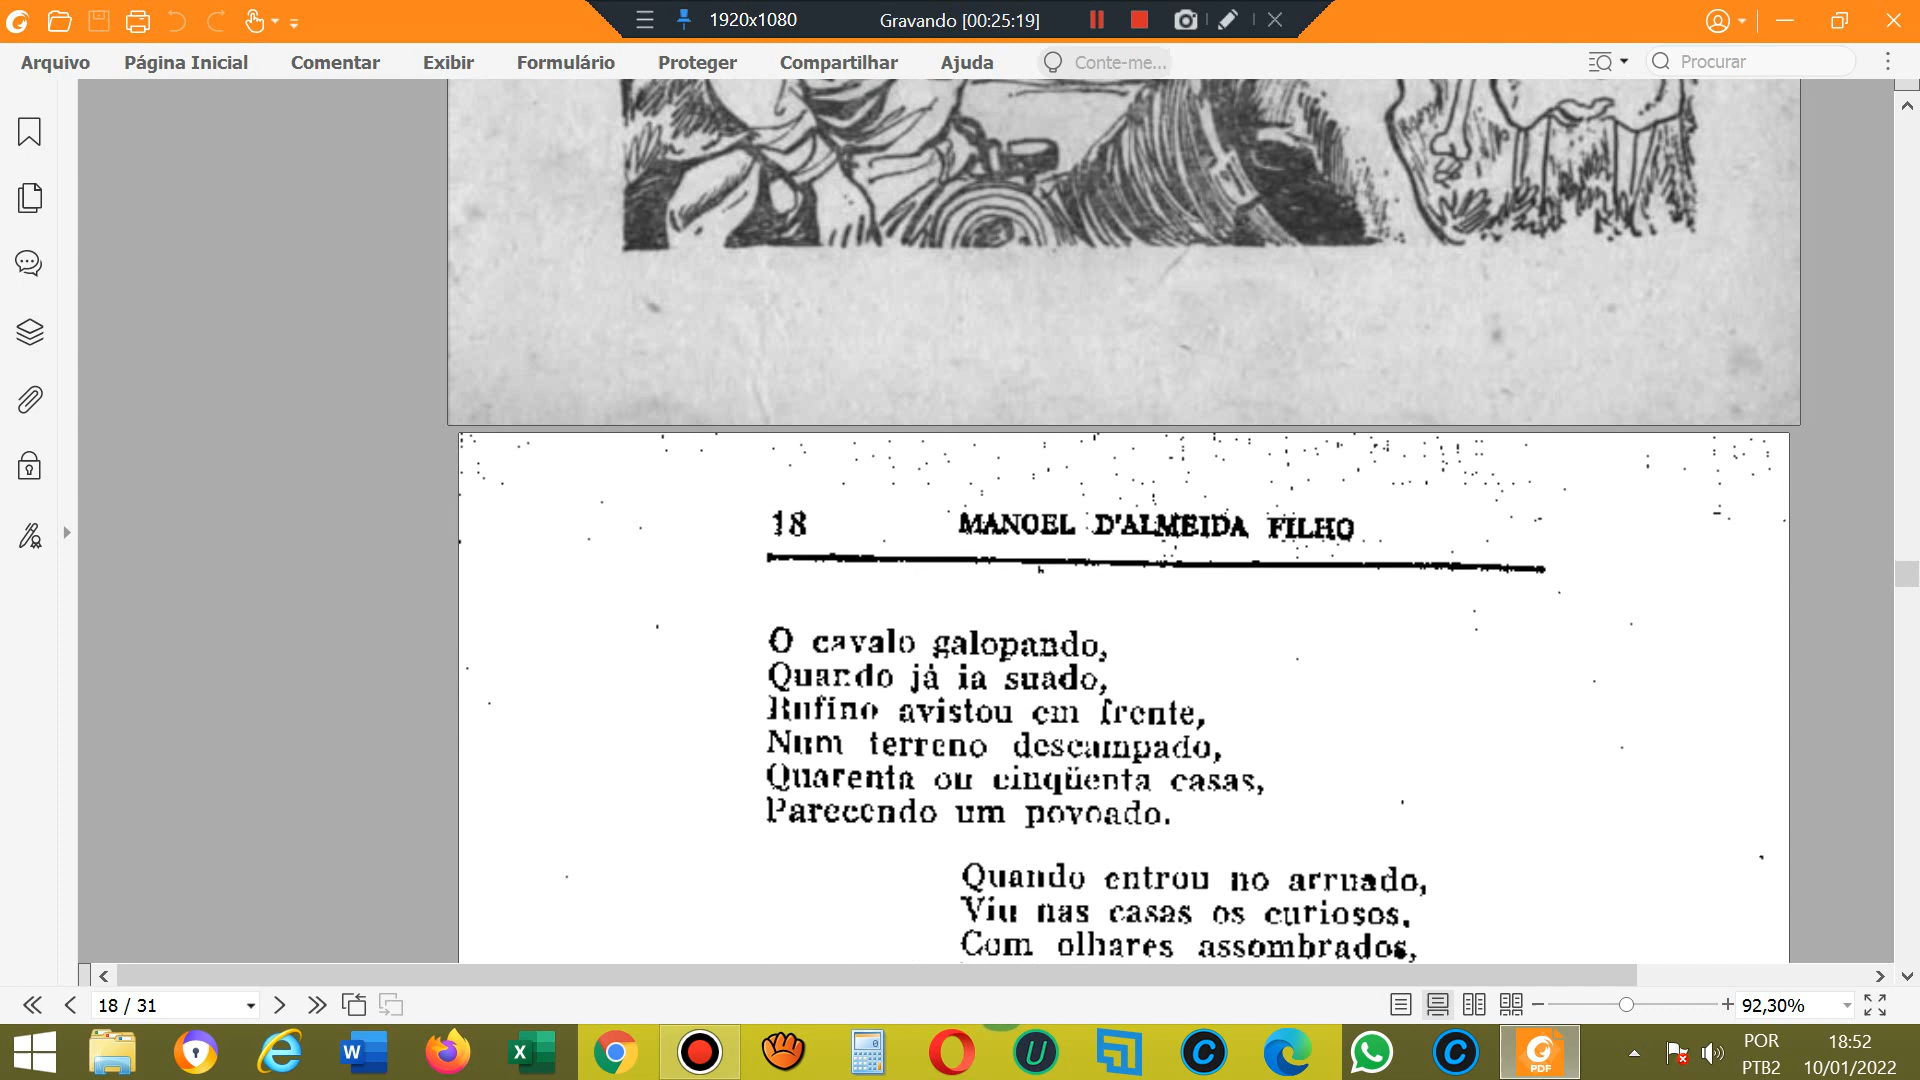 1920x1080
Gravando [00:25:19]
Arquivo
Página Inicial
Comentar
Exibir
Formulário
Proteger
Compartilhar
Ajuda
Conte-me...
Procurar
18 MANOEL D'ALMEIDA FILHO
O cavalo galopando,
Quando já ia suado,
Rufino avistou em frente,
Num terreno descampado,
Quarenta ou cinqüenta casas,
Parecendo um povoado.
Quando entrou no arruado,
Viu nas casas os curiosos,
Com olhares assombrados,
18 / 31
92,30%
POR
PTB2
18:52
10/01/2022
PDF